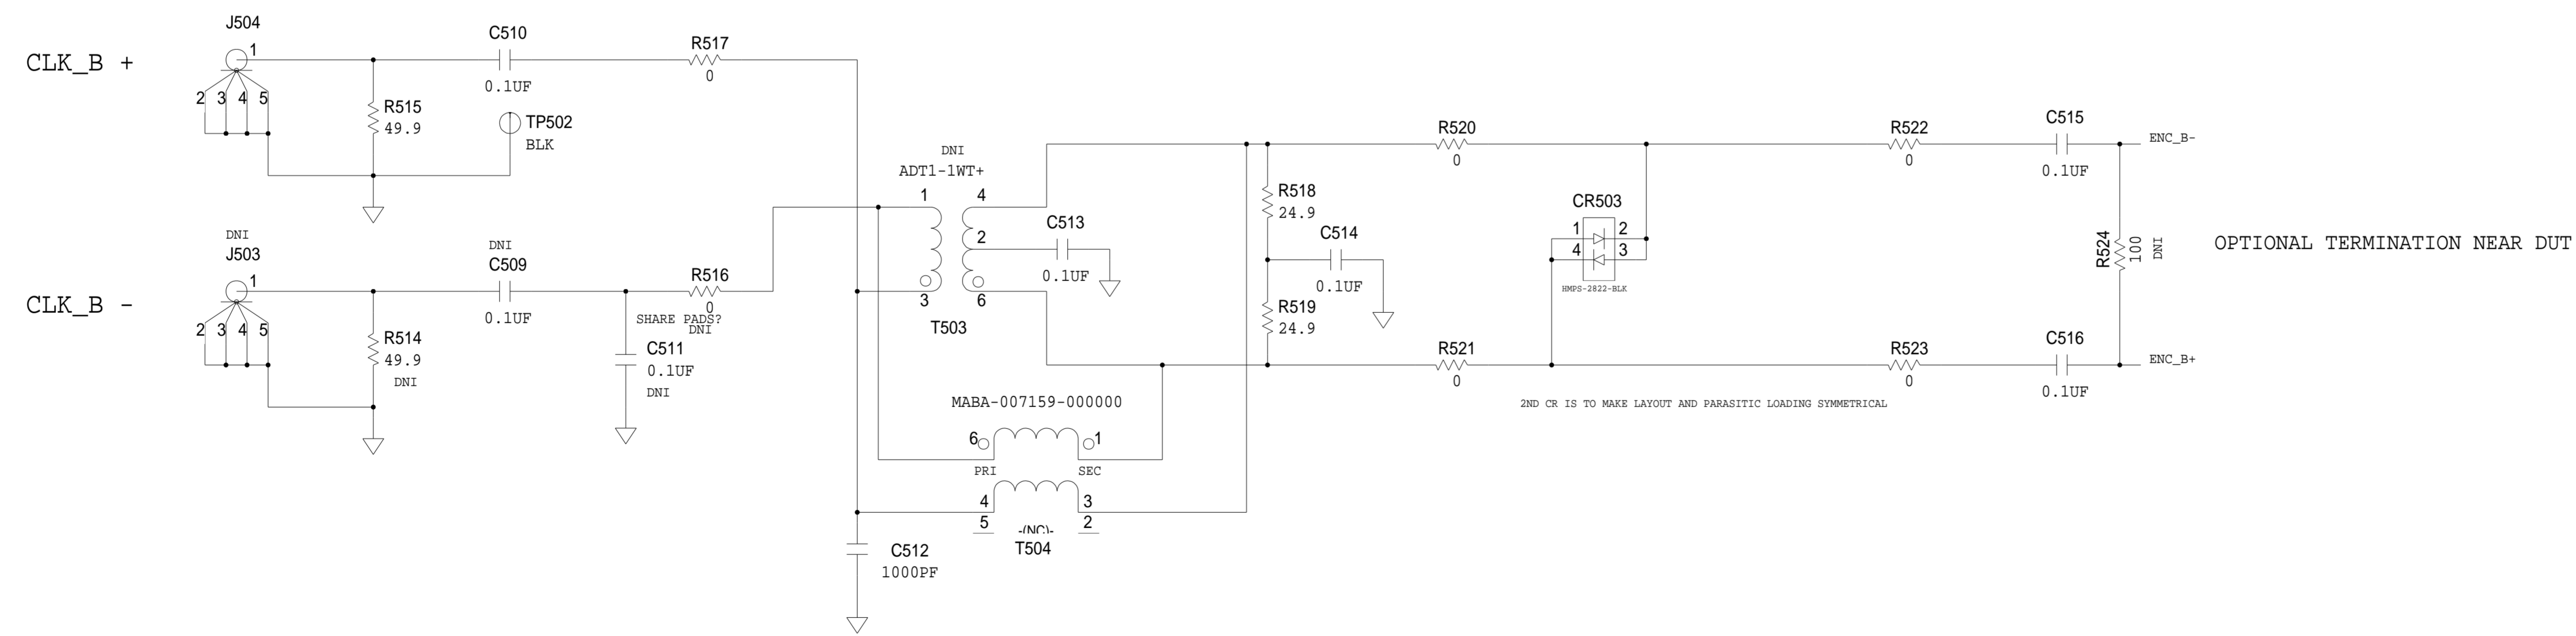 J504
CLK_B +
1
2 3 4 5
R515
49.9
C510
0.1UF
TP502
BLK
R517
0
DNI
J503
CLK_B -
1
2 3 4 5
R514
49.9
DNI
DNI
C509
0.1UF
R516
0
SHARE PADS?
DNI
C511
0.1UF
DNI
DNI
ADT1-1WT+
1
4
2
3
6
T503
C513
0.1UF
MABA-007159-000000
6
1
PRI
SEC
4
3
5
2
-(NC)-
T504
C512
1000PF
R518
24.9
C514
0.1UF
R519
24.9
R520
0
R521
0
CR503
1 2
4 3
HMPS-2822-BLK
2ND CR IS TO MAKE LAYOUT AND PARASITIC LOADING SYMMETRICAL
R522
0
R523
0
C515
0.1UF
C516
0.1UF
ENC_B-
R524
100
DNI
ENC_B+
OPTIONAL TERMINATION NEAR DUT